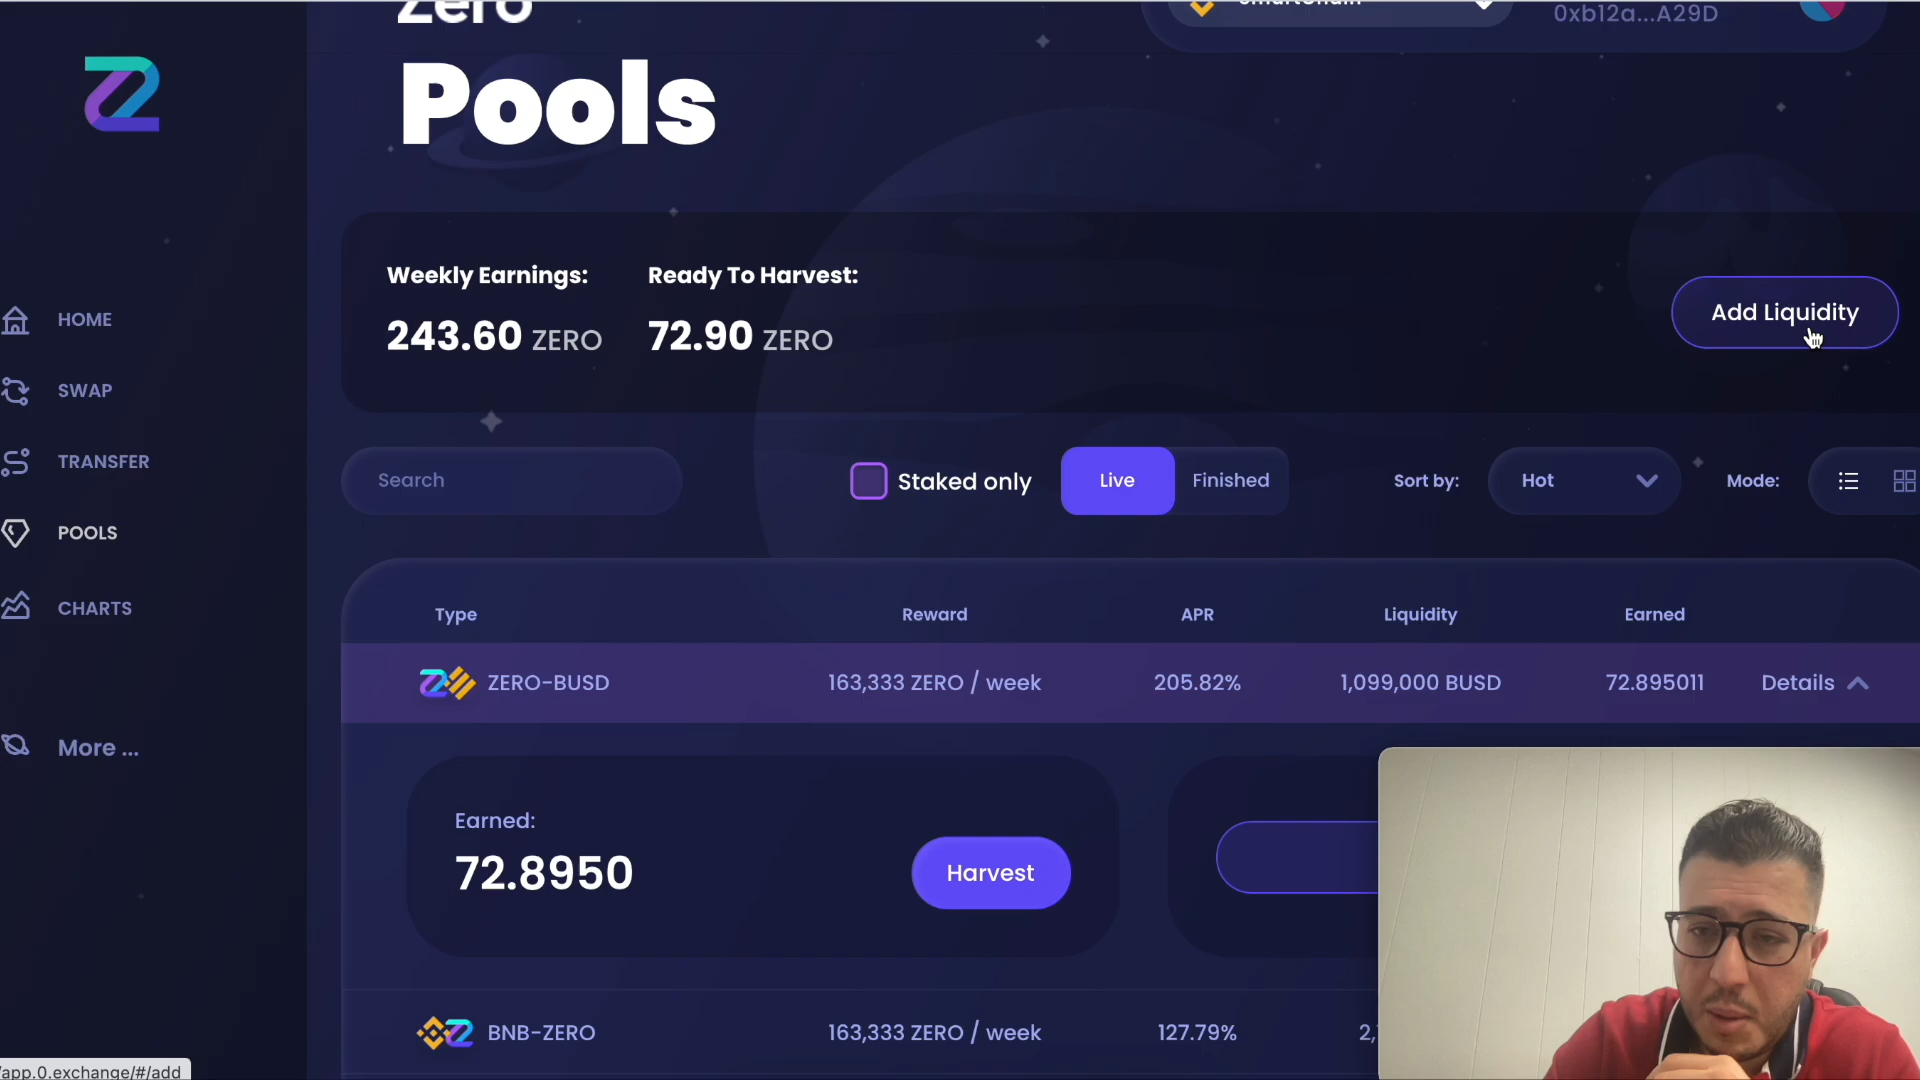 Zero
0xb12a...A29D
Pools
Weekly Earnings:
Ready To Harvest:
243.60 ZERO
72.90 ZERO
Add Liquidity
HOME
SWAP
TRANSFER
POOLS
CHARTS
More ...
Search
Staked only
Live
Finished
Sort by:
Hot
Mode:
Type
Reward
APR
Liquidity
Earned
ZERO-BUSD
163,333 ZERO / week
205.82%
1,099,000 BUSD
72.895011
Details
Earned:
72.8950
Harvest
BNB-ZERO
163,333 ZERO / week
127.79%
2,
/app.0.exchange/#/add